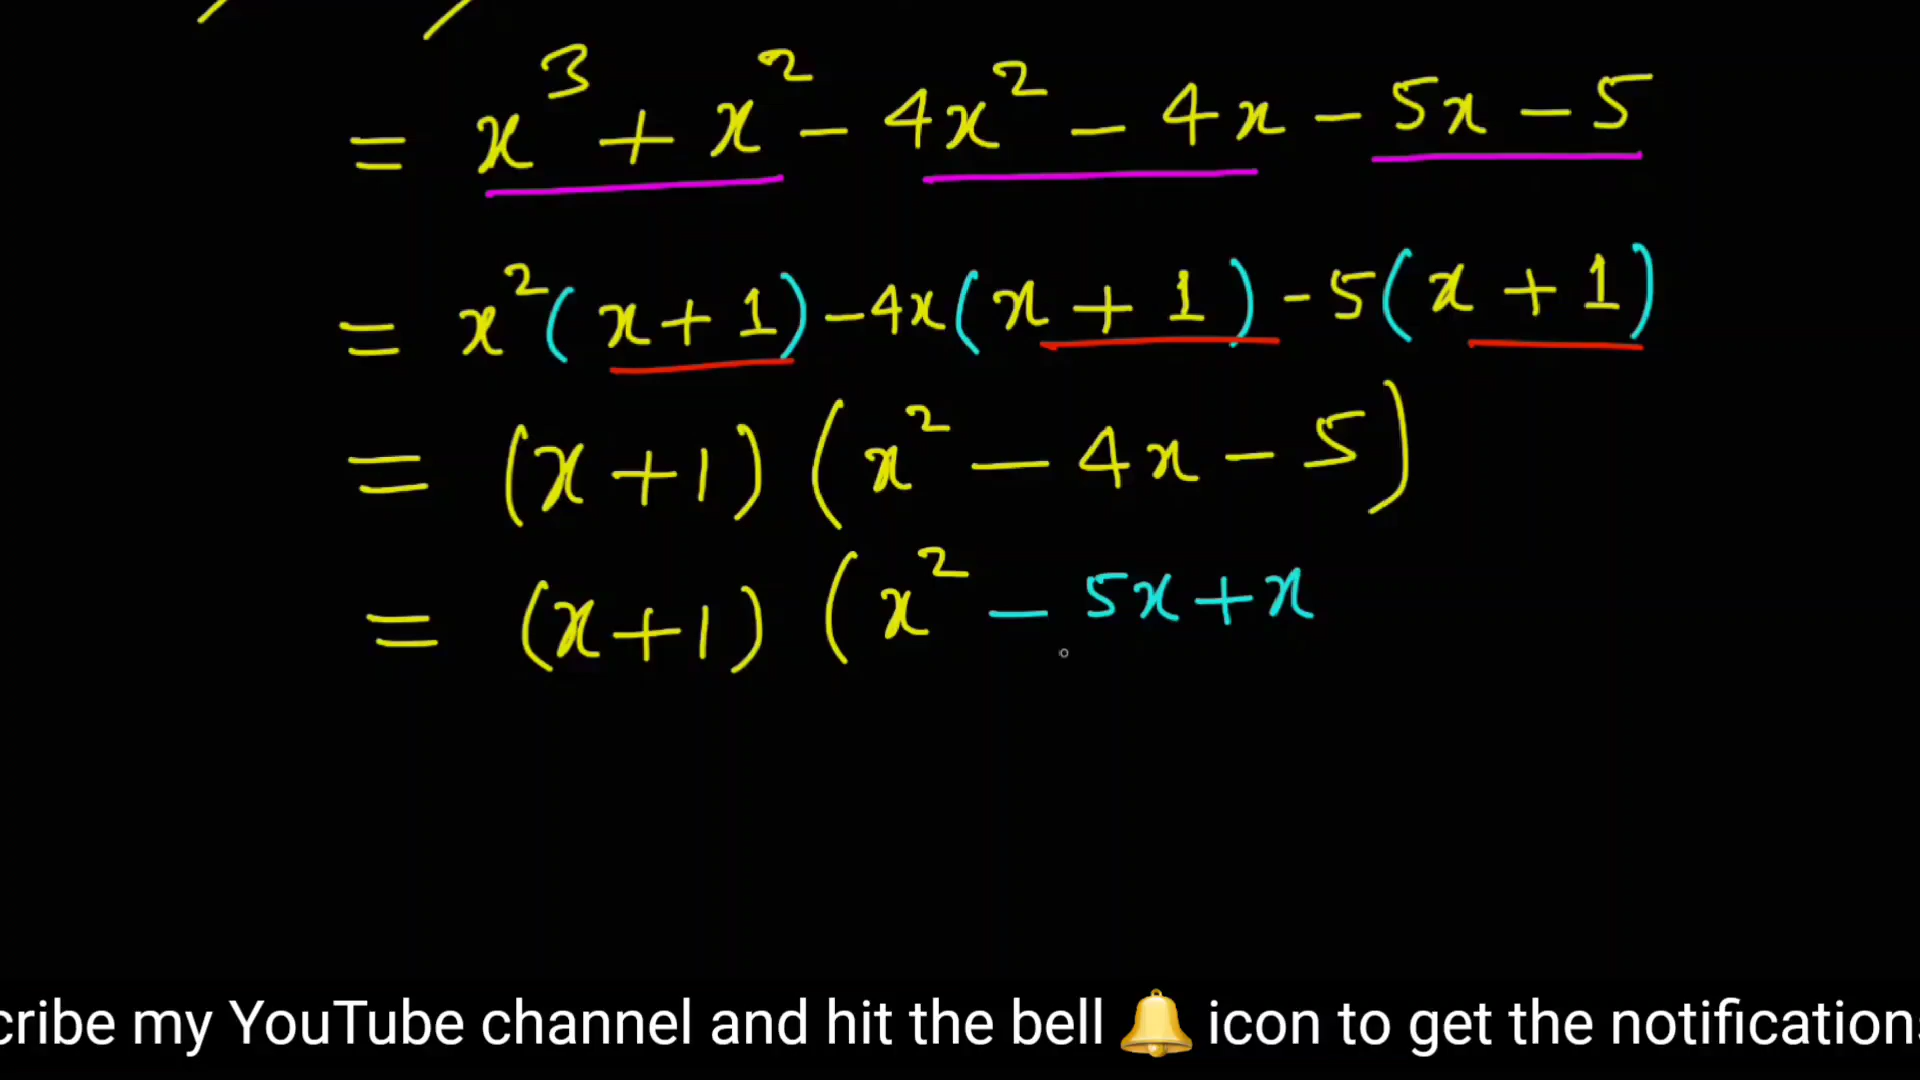 = x³ + x² - 4x² - 4x - 5x - 5
= x²(x+1) - 4x(x+1) - 5(x+1)
= (x+1)(x² - 4x - 5)
= (x+1)(x² - 5x + x
cribe my YouTube channel and hit the bell 🔔 icon to get the notifications